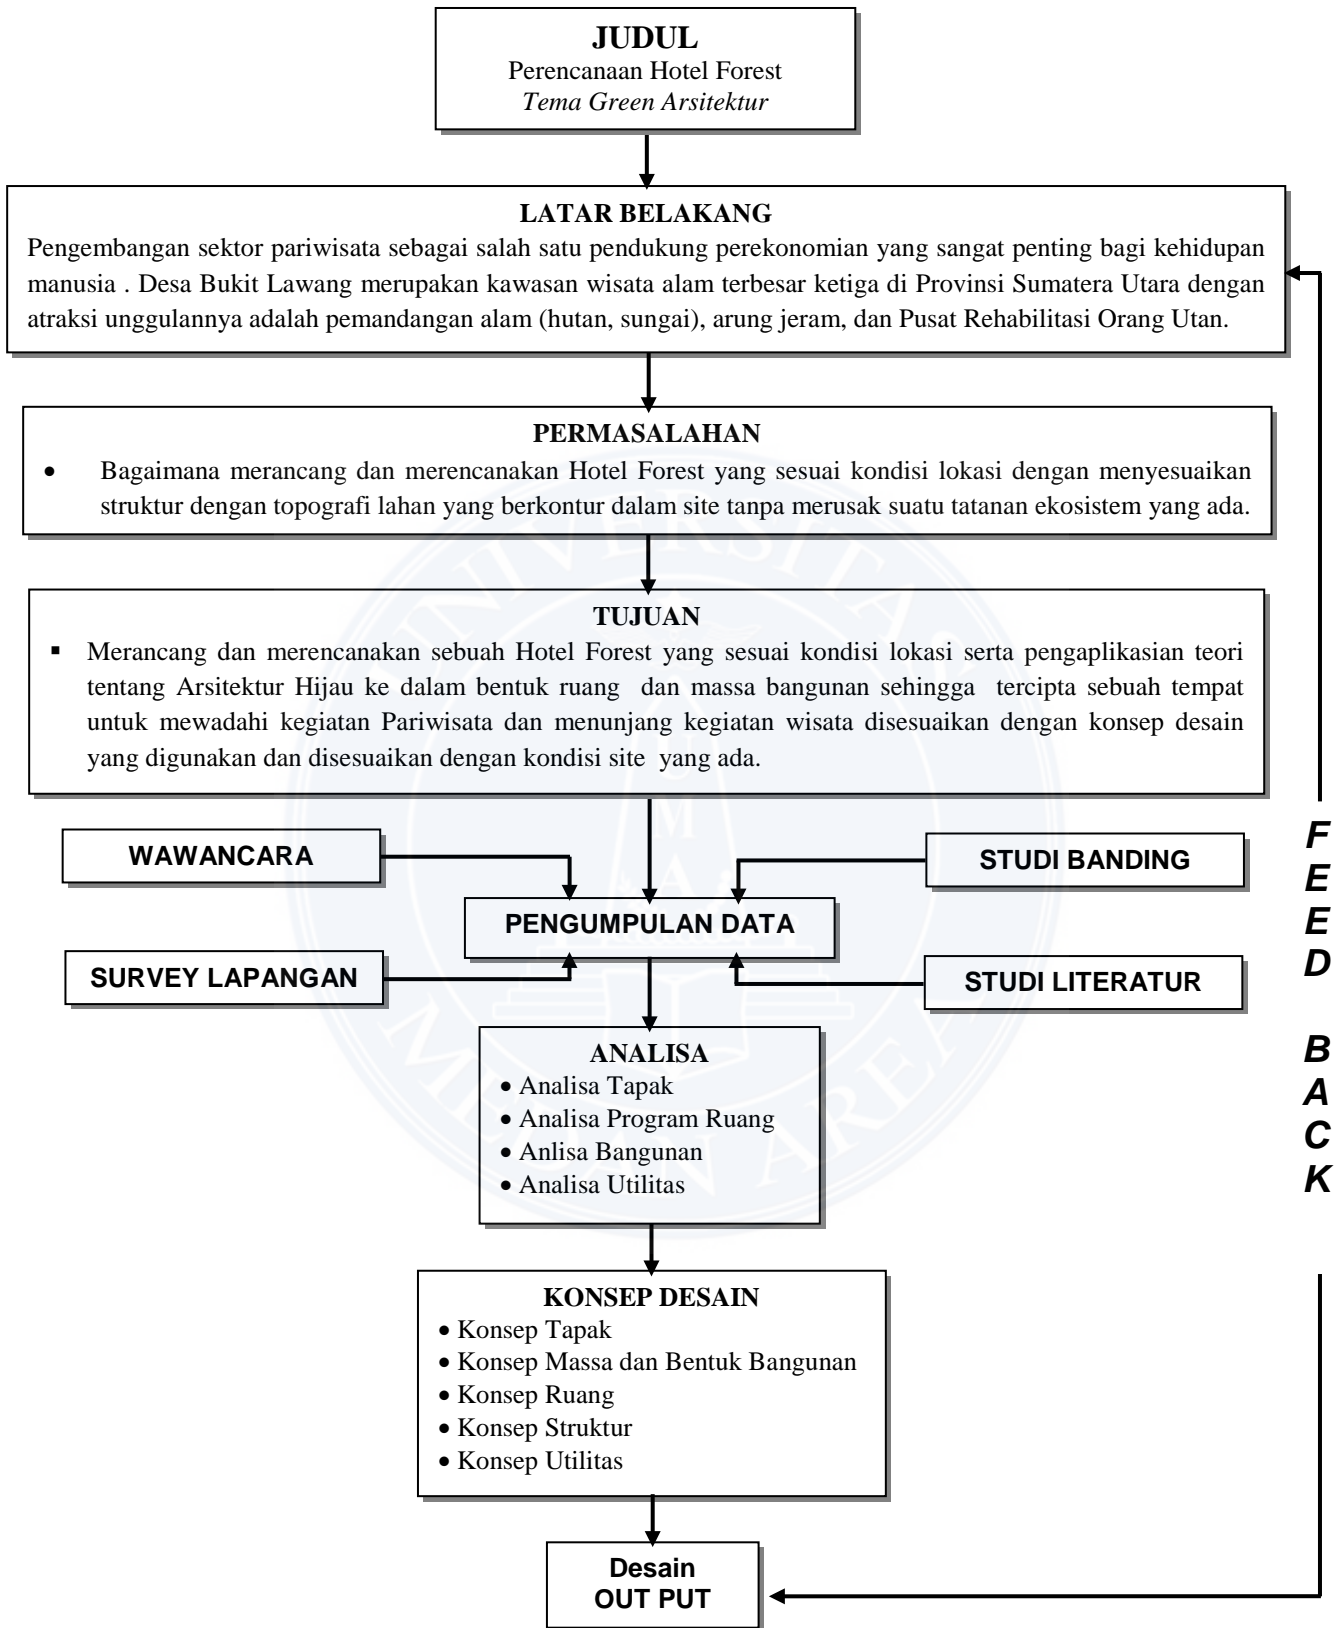 JUDUL
Perencanaan Hotel Forest
Tema Green Arsitektur
LATAR BELAKANG
Pengembangan sektor pariwisata sebagai salah satu pendukung perekonomian yang sangat penting bagi kehidupan
manusia . Desa Bukit Lawang merupakan kawasan wisata alam terbesar ketiga di Provinsi Sumatera Utara dengan
atraksi unggulannya adalah pemandangan alam (hutan, sungai), arung jeram, dan Pusat Rehabilitasi Orang Utan.
PERMASALAHAN
• Bagaimana merancang dan merencanakan Hotel Forest yang sesuai kondisi lokasi dengan menyesuaikan
struktur dengan topografi lahan yang berkontur dalam site tanpa merusak suatu tatanan ekosistem yang ada.
TUJUAN
▪ Merancang dan merencanakan sebuah Hotel Forest yang sesuai kondisi lokasi serta pengaplikasian teori
tentang Arsitektur Hijau ke dalam bentuk ruang dan massa bangunan sehingga tercipta sebuah tempat
untuk mewadahi kegiatan Pariwisata dan menunjang kegiatan wisata disesuaikan dengan konsep desain
yang digunakan dan disesuaikan dengan kondisi site yang ada.
WAWANCARA
STUDI BANDING
PENGUMPULAN DATA
SURVEY LAPANGAN
STUDI LITERATUR
ANALISA
• Analisa Tapak
• Analisa Program Ruang
• Anlisa Bangunan
• Analisa Utilitas
KONSEP DESAIN
• Konsep Tapak
• Konsep Massa dan Bentuk Bangunan
• Konsep Ruang
• Konsep Struktur
• Konsep Utilitas
Desain
OUT PUT
FEED BACK
UNIVERSITAS
MEDAN AREA
UMA